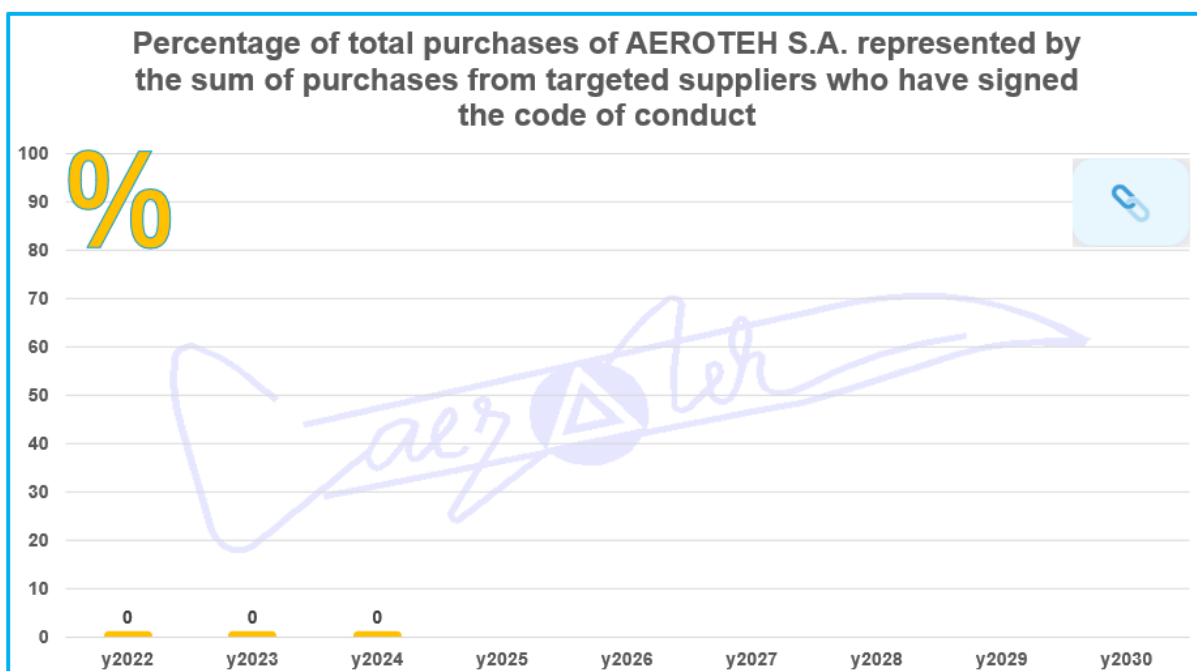 Percentage of total purchases of AEROTEH S.A. represented by
the sum of purchases from targeted suppliers who have signed
the code of conduct
%
100
90
80
70
60
50
40
30
20
10
0
aeroteh
0 0 0
y2022 y2023 y2024 y2025 y2026 y2027 y2028 y2029 y2030